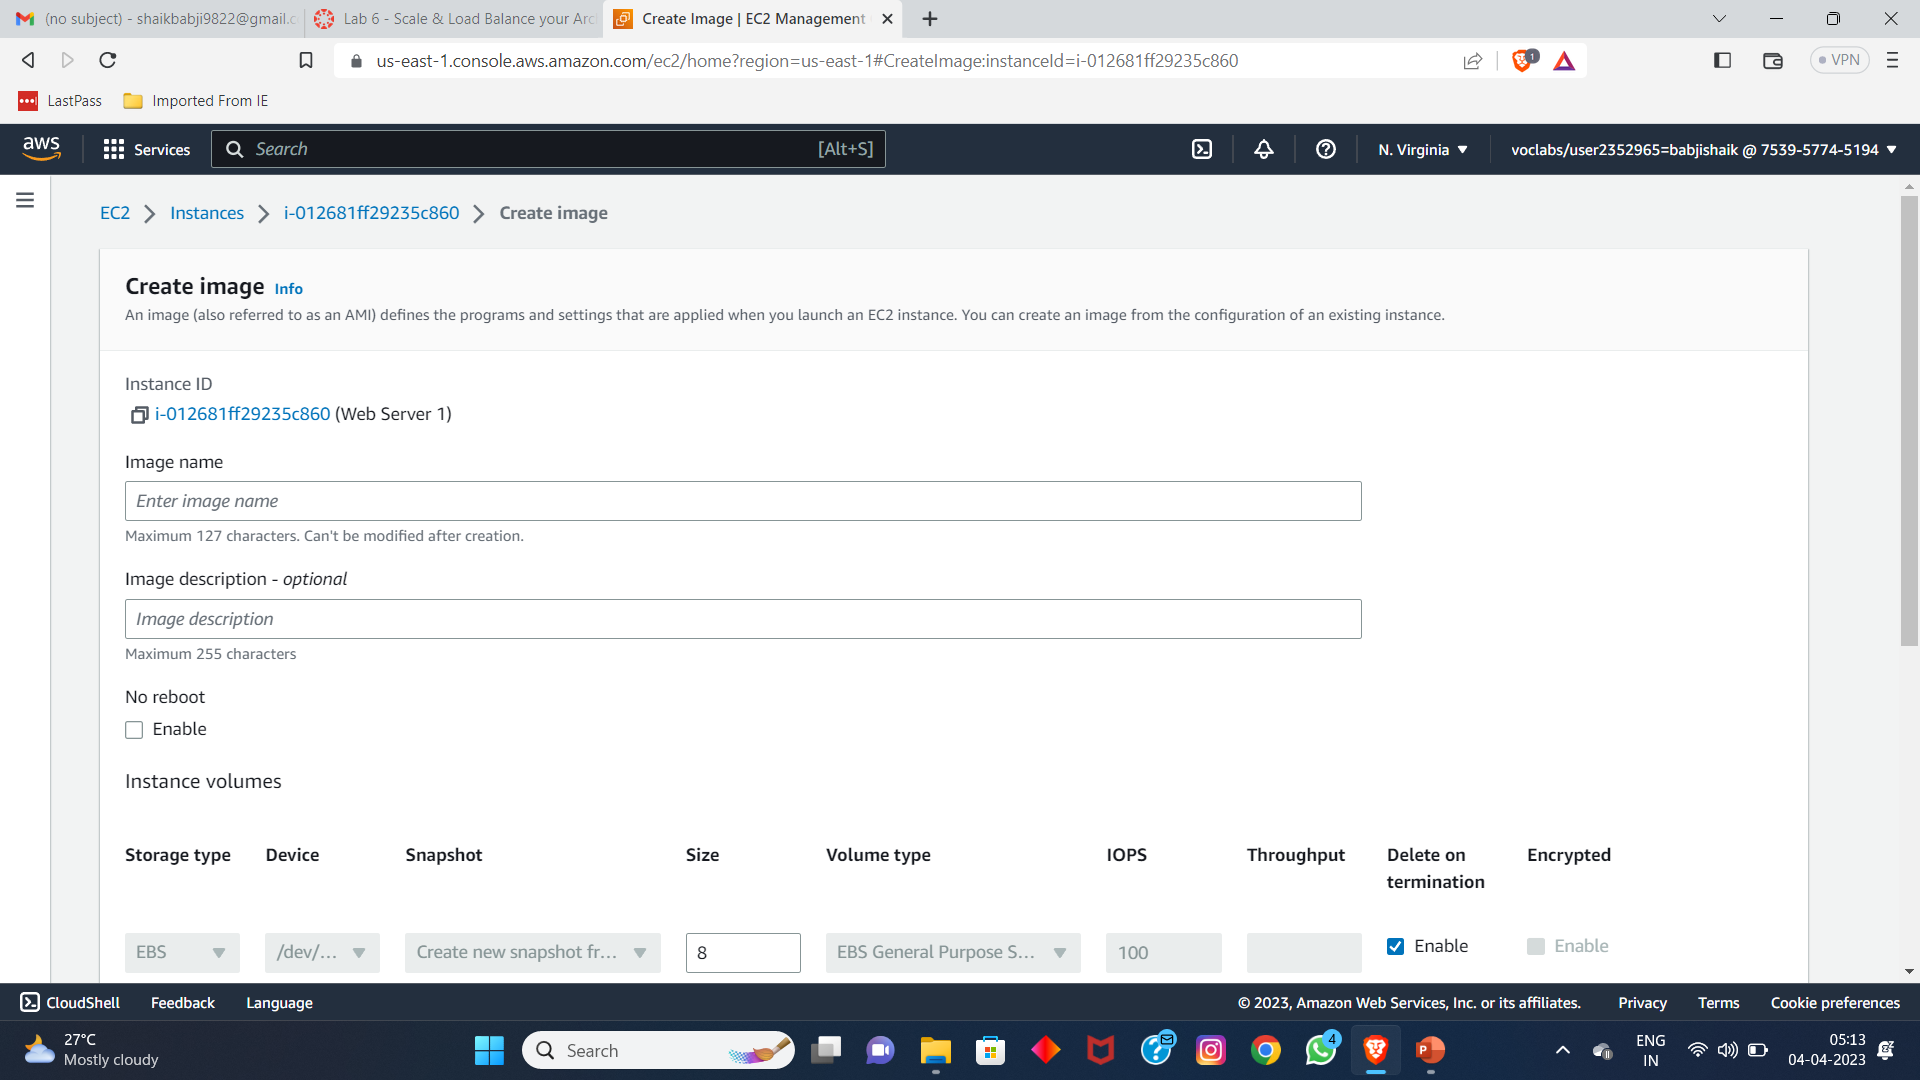 (no subject) - shaikbabji9822@gmail.c
Lab 6 - Scale & Load Balance your Arc
Create Image | EC2 Management
us-east-1.console.aws.amazon.com/ec2/home?region=us-east-1#CreateImage:instanceId=i-012681ff29235c860
1
VPN
LastPass
Imported From IE
aws
Services
Search
[Alt+S]
N. Virginia
voclabs/user2352965=babjishaik @ 7539-5774-5194
EC2
Instances
i-012681ff29235c860
Create image
Create image Info
An image (also referred to as an AMI) defines the programs and settings that are applied when you launch an EC2 instance. You can create an image from the configuration of an existing instance.
Instance ID
i-012681ff29235c860 (Web Server 1)
Image name
Enter image name
Maximum 127 characters. Can't be modified after creation.
Image description - optional
Image description
Maximum 255 characters
No reboot
Enable
Instance volumes
Storage type
Device
Snapshot
Size
Volume type
IOPS
Throughput
Delete on
termination
Encrypted
EBS
/dev/...
Create new snapshot fr...
8
EBS General Purpose S...
100
Enable
Enable
CloudShell
Feedback
Language
© 2023, Amazon Web Services, Inc. or its affiliates.
Privacy
Terms
Cookie preferences
27°C
Mostly cloudy
Search
4
ENG
IN
05:13
04-04-2023